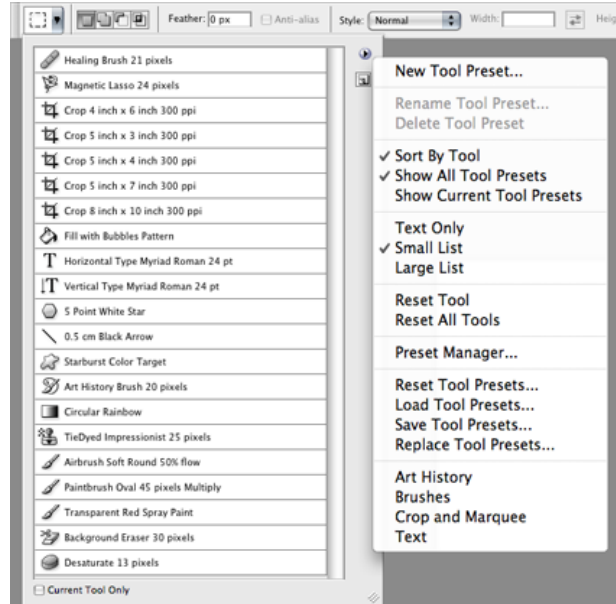 Feather: 0 px Anti-alias Style: Normal Width: Heig
Healing Brush 21 pixels
Magnetic Lasso 24 pixels
Crop 4 inch x 6 inch 300 ppi
Crop 5 inch x 3 inch 300 ppi
Crop 5 inch x 4 inch 300 ppi
Crop 5 inch x 7 inch 300 ppi
Crop 8 inch x 10 inch 300 ppi
Fill with Bubbles Pattern
Horizontal Type Myriad Roman 24 pt
Vertical Type Myriad Roman 24 pt
5 Point White Star
0.5 cm Black Arrow
Starburst Color Target
Art History Brush 20 pixels
Circular Rainbow
TieDyed Impressionist 25 pixels
Airbrush Soft Round 50% flow
Paintbrush Oval 45 pixels Multiply
Transparent Red Spray Paint
Background Eraser 30 pixels
Desaturate 13 pixels
Current Tool Only
New Tool Preset...
Rename Tool Preset...
Delete Tool Preset
Sort By Tool
Show All Tool Presets
Show Current Tool Presets
Text Only
Small List
Large List
Reset Tool
Reset All Tools
Preset Manager...
Reset Tool Presets...
Load Tool Presets...
Save Tool Presets...
Replace Tool Presets...
Art History
Brushes
Crop and Marquee
Text